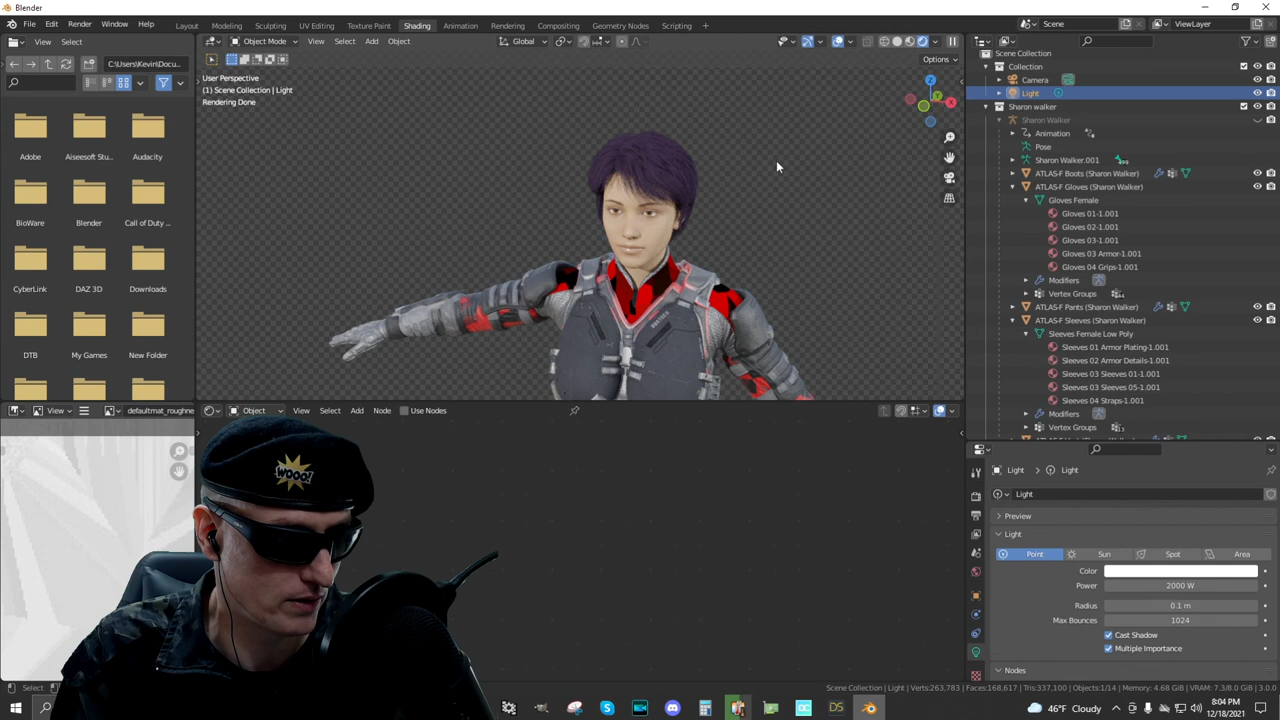 Blender
File Edit Render Window Help Layout Modeling Sculpting UV Editing Texture Paint Shading Animation Rendering Compositing Geometry Nodes Scripting + Scene ViewLayer
View Select Object Mode View Select Add Object Global
C:\Users\Kevin\Docu...
Options
User Perspective
(1) Scene Collection | Light
Rendering Done
Adobe Aiseesoft Stu... Audacity
BioWare Blender Call of Duty ...
CyberLink DAZ 3D Downloads
DTB My Games New Folder
Scene Collection
Collection
Camera
Light
Sharon walker
Sharon Walker
Animation
Pose
Sharon Walker.001
ATLAS-F Boots (Sharon Walker)
ATLAS-F Gloves (Sharon Walker)
Gloves Female
Gloves 01-1.001
Gloves 02-1.001
Gloves 03-1.001
Gloves 03 Armor-1.001
Gloves 04 Grips-1.001
Modifiers
Vertex Groups
ATLAS-F Pants (Sharon Walker)
ATLAS-F Sleeves (Sharon Walker)
Sleeves Female Low Poly
Sleeves 01 Armor Plating-1.001
Sleeves 02 Armor Details-1.001
Sleeves 03 Sleeves 01-1.001
Sleeves 03 Sleeves 05-1.001
Sleeves 04 Straps-1.001
Modifiers
Vertex Groups
View defaultmat_roughne Object View Select Add Node Use Nodes
WOOO!
Light Light
Light
Preview
Light
Point Sun Spot Area
Color
Power 2000 W
Radius 0.1 m
Max Bounces 1024
Cast Shadow
Multiple Importance
Nodes
Select
Scene Collection | Light | Verts:263,783 | Faces:168,617 | Tris:337,100 | Objects:1/14 | Memory: 4.68 GiB | VRAM: 7.3/8.0 GiB | 3.0.0
46°F Cloudy
8:04 PM
12/18/2021